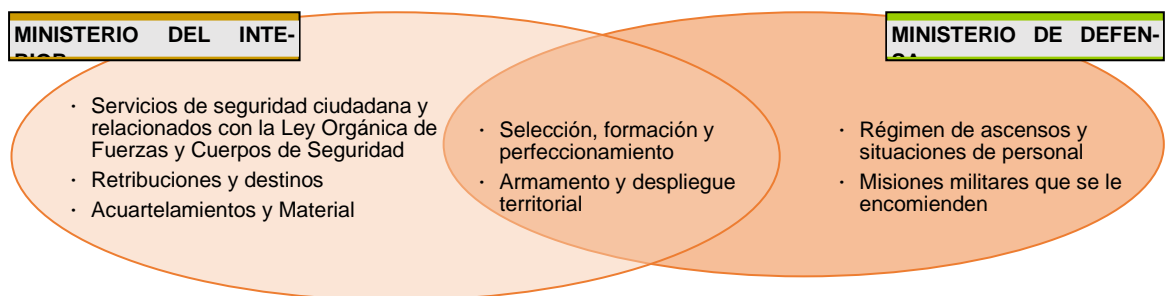 MINISTERIO DEL INTE-
MINISTERIO DE DEFEN-
· Servicios de seguridad ciudadana y
relacionados con la Ley Orgánica de
Fuerzas y Cuerpos de Seguridad
· Retribuciones y destinos
· Acuartelamientos y Material
· Selección, formación y
perfeccionamiento
· Armamento y despliegue
territorial
· Régimen de ascensos y
situaciones de personal
· Misiones militares que se le
encomienden